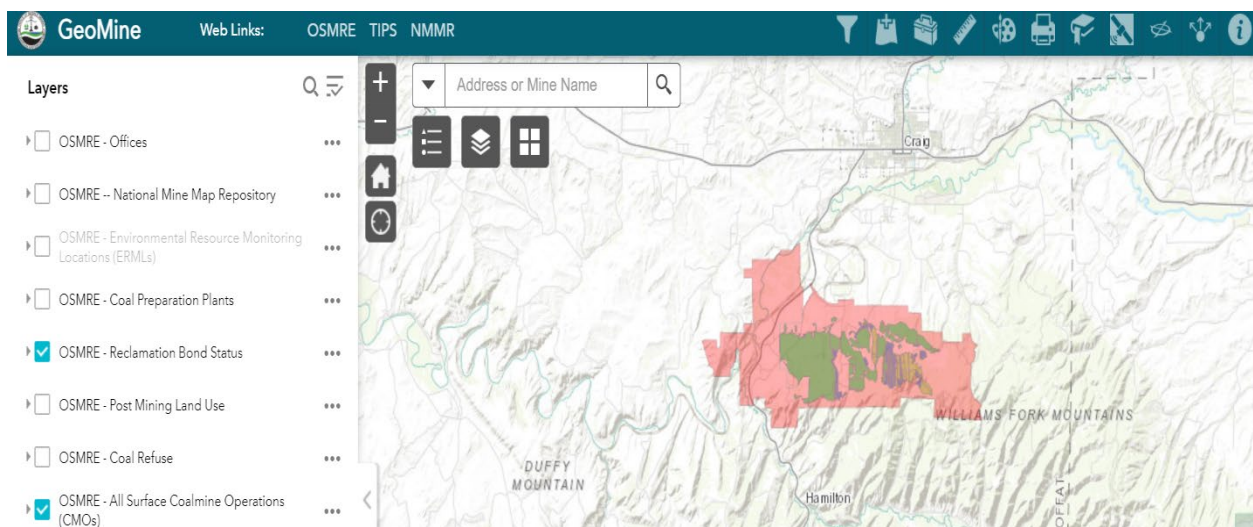 GeoMine Web Links: OSMRE TIPS NMMR
Layers
OSMRE - Offices
OSMRE -- National Mine Map Repository
OSMRE - Environmental Resource Monitoring
Locations (ERMLs)
OSMRE - Coal Preparation Plants
OSMRE - Reclamation Bond Status
OSMRE - Post Mining Land Use
OSMRE - Coal Refuse
OSMRE - All Surface Coalmine Operations
(CMOs)
Address or Mine Name
Craig
WILLIAMS FORK MOUNTAINS
DUFFY
MOUNTAIN
Hamilton